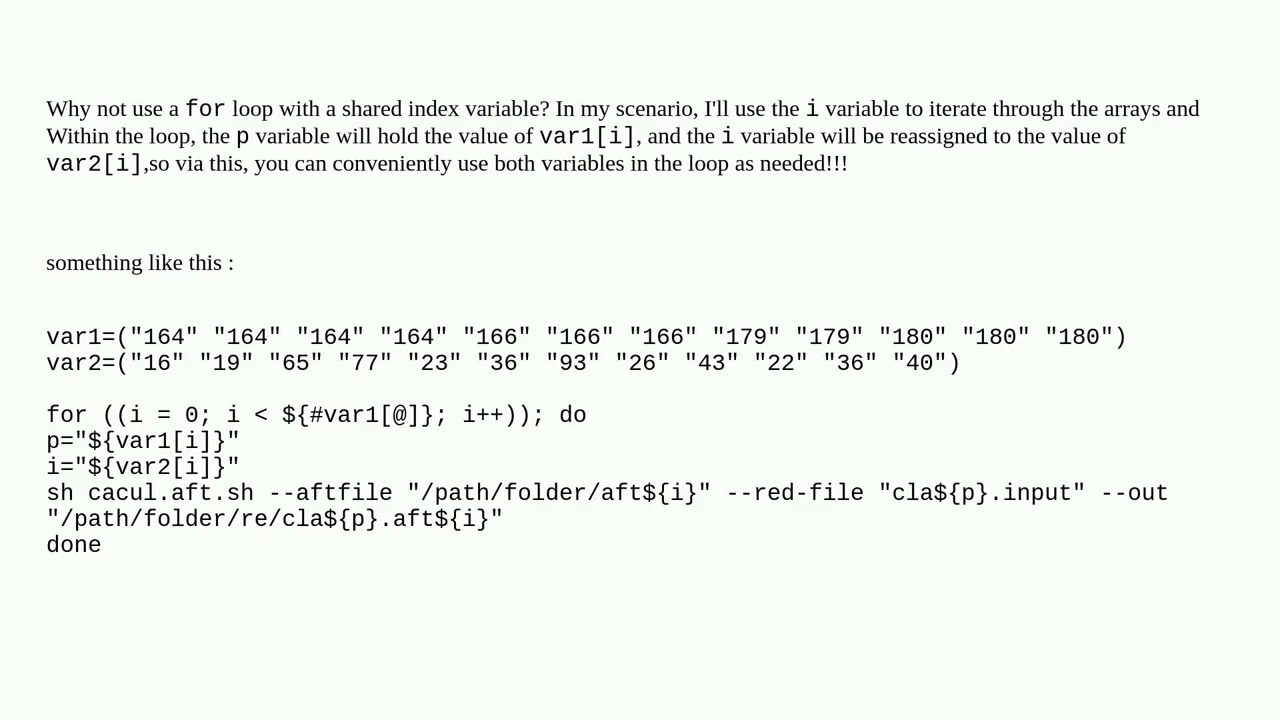 Why not use a for loop with a shared index variable? In my scenario, I'll use the i variable to iterate through the arrays and
Within the loop, the p variable will hold the value of var1[i], and the i variable will be reassigned to the value of
var2[i],so via this, you can conveniently use both variables in the loop as needed!!!
something like this :
var1=("164" "164" "164" "164" "166" "166" "166" "179" "179" "180" "180" "180")
var2=("16" "19" "65" "77" "23" "36" "93" "26" "43" "22" "36" "40")
for ((i = 0; i < ${#var1[@]}; i++)); do
p="${var1[i]}"
i="${var2[i]}"
sh cacul.aft.sh --aftfile "/path/folder/aft${i}" --red-file "cla${p}.input" --out
"/path/folder/re/cla${p}.aft${i}"
done